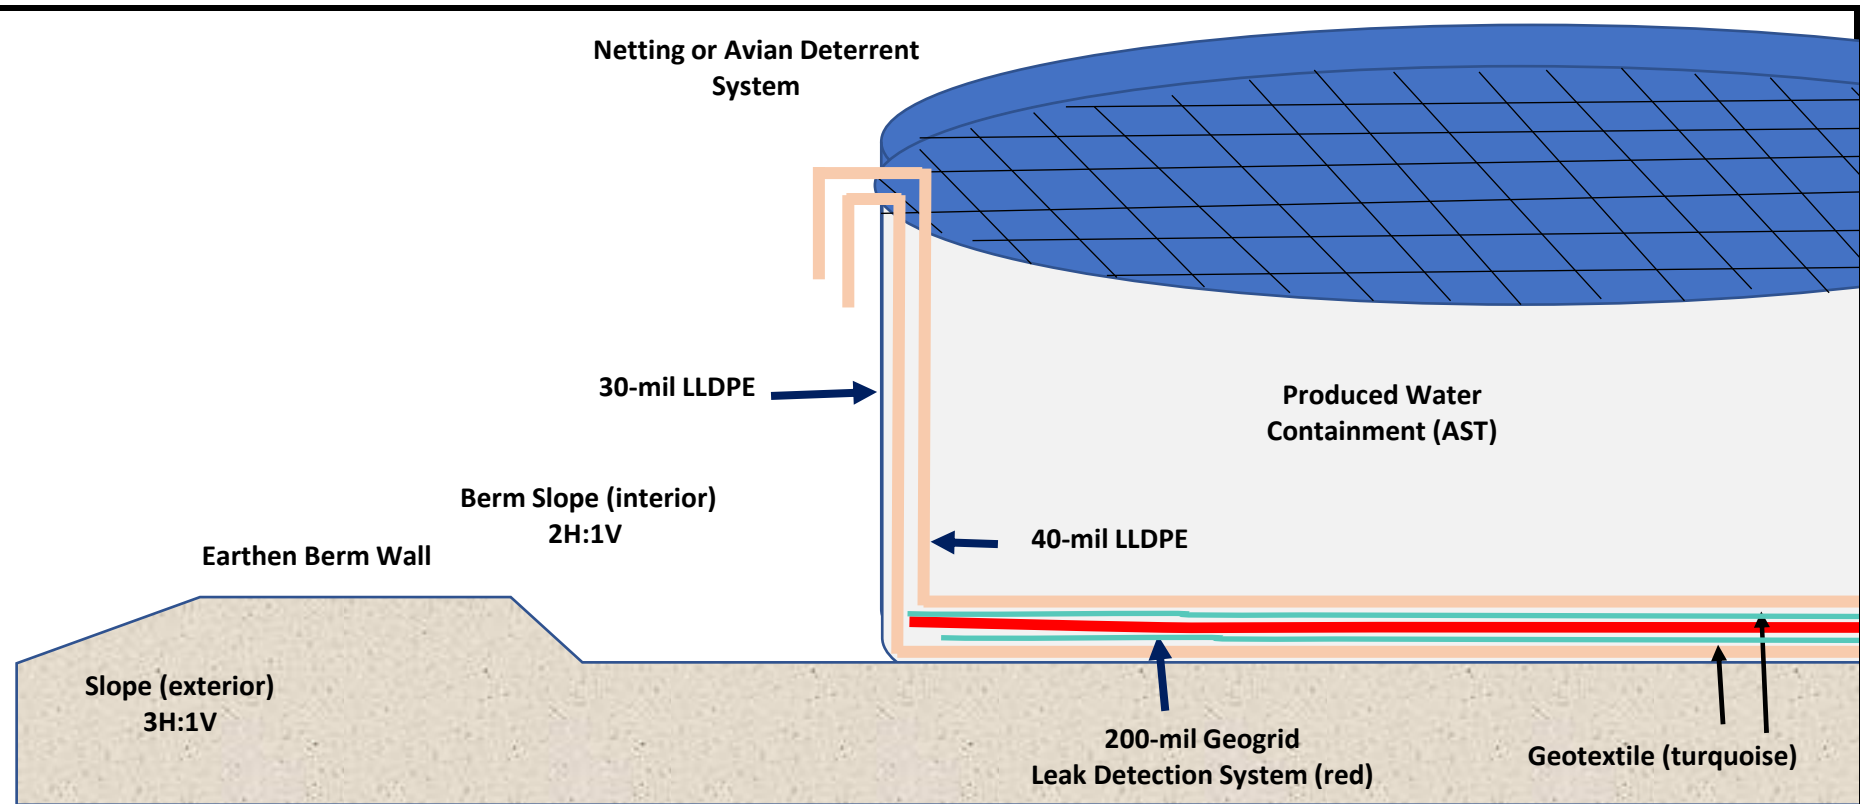 Netting or Avian Deterrent
System
30-mil LLDPE
Produced Water
Containment (AST)
Berm Slope (interior)
2H:1V
40-mil LLDPE
Earthen Berm Wall
Slope (exterior)
3H:1V
200-mil Geogrid
Leak Detection System (red)
Geotextile (turquoise)